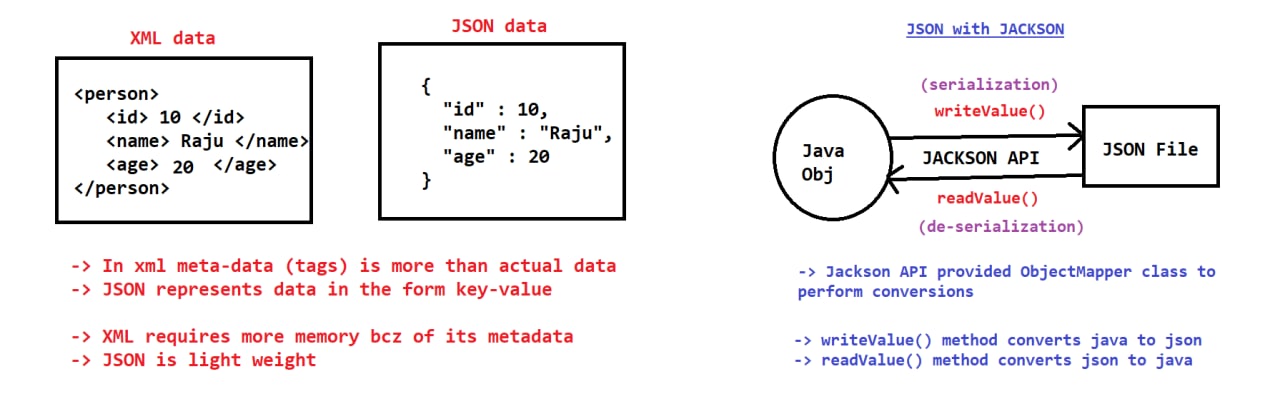 XML data
<person>
<id> 10 </id>
<name> Raju </name>
<age> 20 </age>
</person>
JSON data
{
"id" : 10,
"name" : "Raju",
"age" : 20
}
-> In xml meta-data (tags) is more than actual data
-> JSON represents data in the form key-value
-> XML requires more memory bcz of its metadata
-> JSON is light weight
JSON with JACKSON
(serialization)
writeValue()
Java
Obj
JACKSON API
JSON File
readValue()
(de-serialization)
-> Jackson API provided ObjectMapper class to
perform conversions
-> writeValue() method converts java to json
-> readValue() method converts json to java